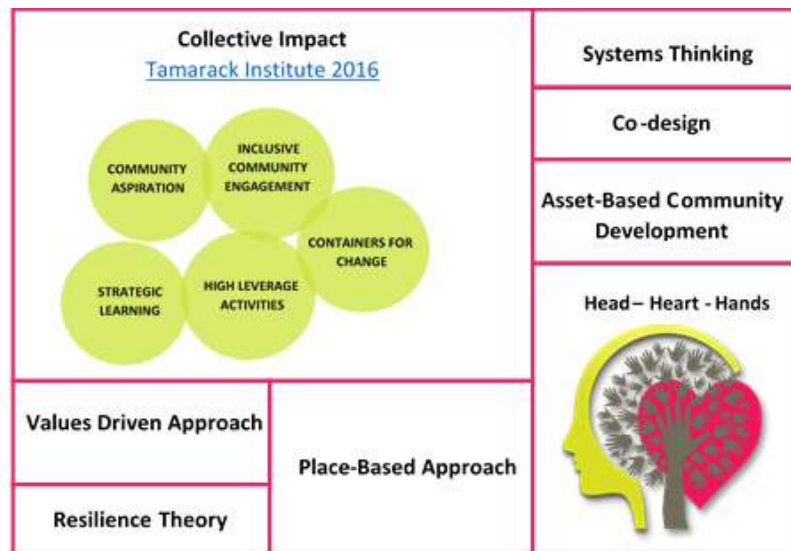 Collective Impact
Tamarack Institute 2016
COMMUNITY
ASPIRATION
INCLUSIVE
COMMUNITY
ENGAGEMENT
CONTAINERS FOR
CHANGE
STRATEGIC
LEARNING
HIGH LEVERAGE
ACTIVITIES
Systems Thinking
Co-design
Asset-Based Community
Development
Head – Heart - Hands
Values Driven Approach
Resilience Theory
Place-Based Approach